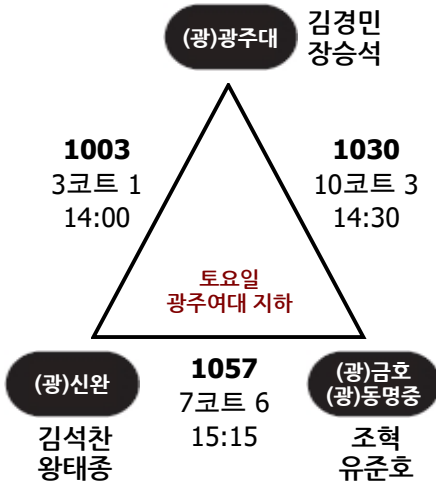 (광)광주대
김경민
장승석
1003
3코트 1
14:00
1030
10코트 3
14:30
토요일
광주여대 지하
(광)신완
김석찬
왕태종
1057
7코트 6
15:15
(광)금호
(광)동명중
조혁
유준호